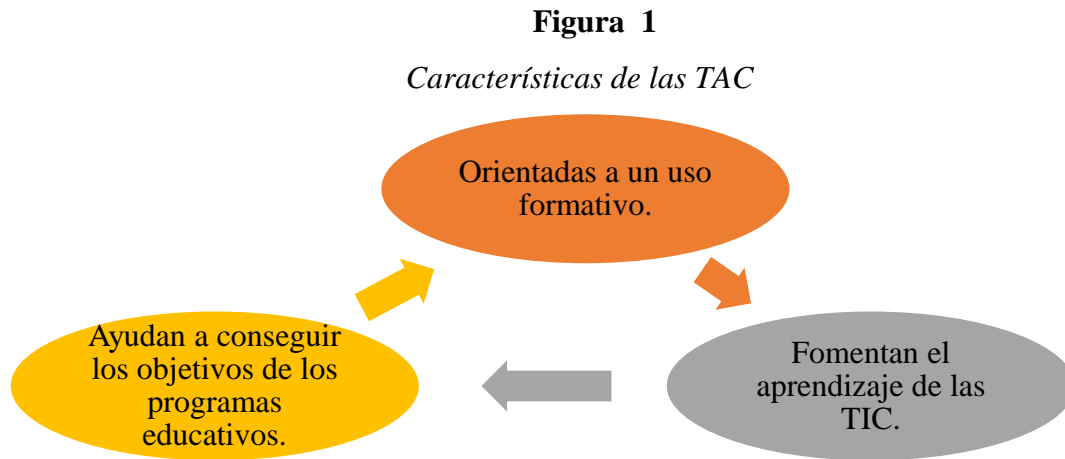 Figura 1
Características de las TAC
Orientadas a un uso
formativo.
Fomentan el
aprendizaje de las
TIC.
Ayudan a conseguir
los objetivos de los
programas
educativos.